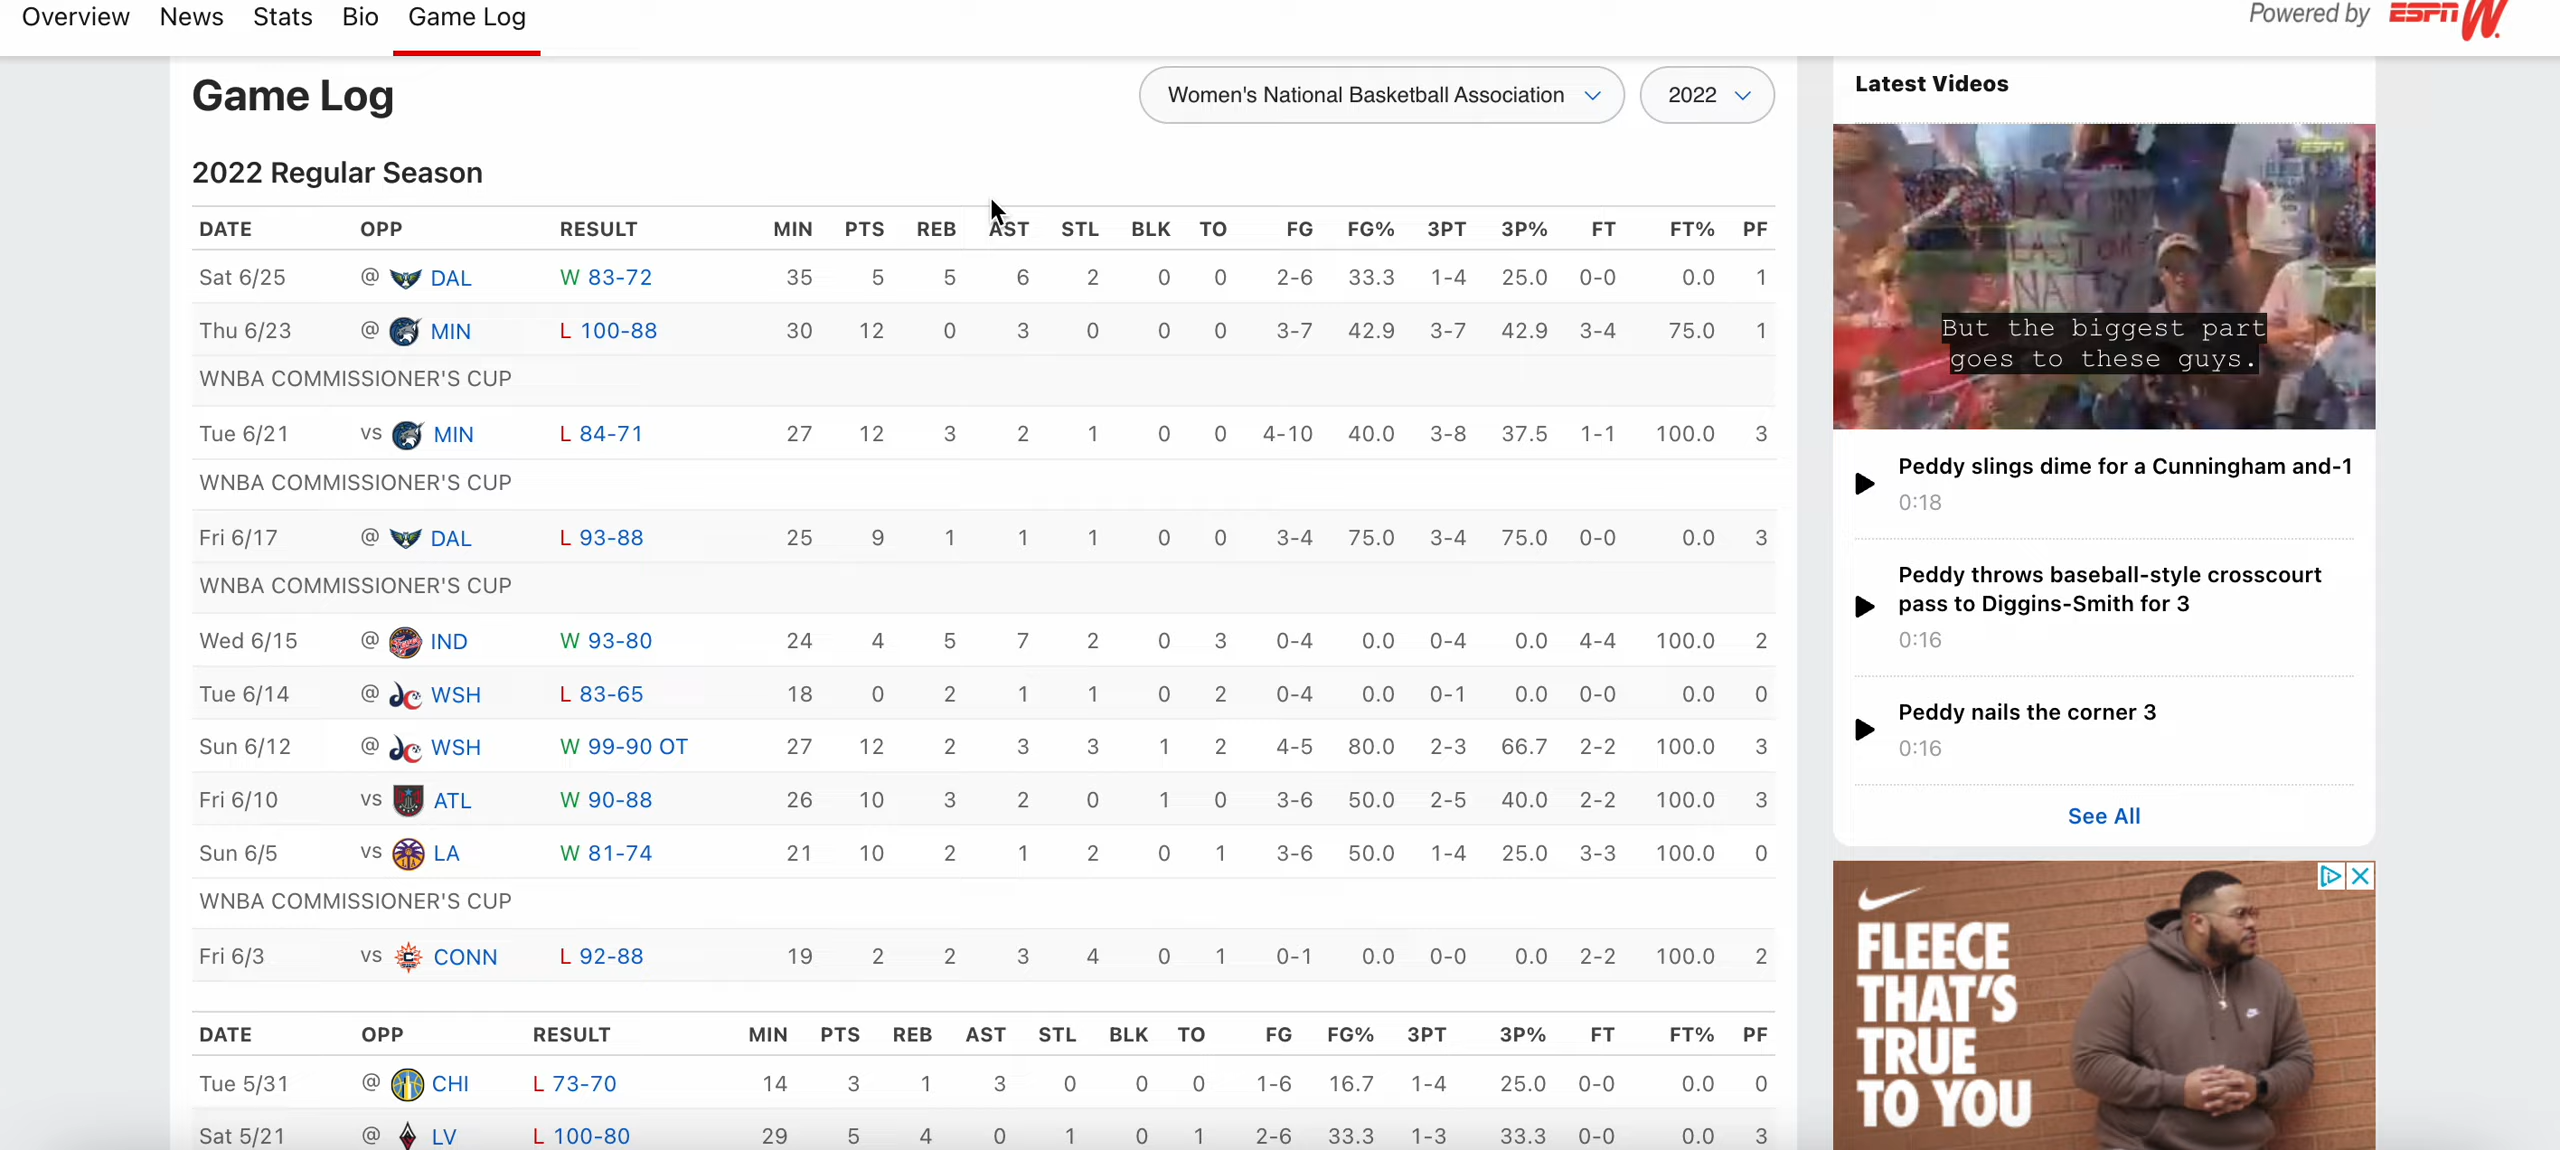 Overview News Stats Bio Game Log
Powered by ESPN W
Game Log
Women's National Basketball Association
2022
2022 Regular Season
DATE OPP RESULT MIN PTS REB AST STL BLK TO FG FG% 3PT 3P% FT FT% PF
Sat 6/25 @ DAL W 83-72 35 5 5 6 2 0 0 2-6 33.3 1-4 25.0 0-0 0.0 1
Thu 6/23 @ MIN L 100-88 30 12 0 3 0 0 0 3-7 42.9 3-7 42.9 3-4 75.0 1
WNBA COMMISSIONER'S CUP
Tue 6/21 vs MIN L 84-71 27 12 3 2 1 0 0 4-10 40.0 3-8 37.5 1-1 100.0 3
WNBA COMMISSIONER'S CUP
Fri 6/17 @ DAL L 93-88 25 9 1 1 1 0 0 3-4 75.0 3-4 75.0 0-0 0.0 3
WNBA COMMISSIONER'S CUP
Wed 6/15 @ IND W 93-80 24 4 5 7 2 0 3 0-4 0.0 0-4 0.0 4-4 100.0 2
Tue 6/14 @ WSH L 83-65 18 0 2 1 1 0 2 0-4 0.0 0-1 0.0 0-0 0.0 0
Sun 6/12 @ WSH W 99-90 OT 27 12 2 3 3 1 2 4-5 80.0 2-3 66.7 2-2 100.0 3
Fri 6/10 vs ATL W 90-88 26 10 3 2 0 1 0 3-6 50.0 2-5 40.0 2-2 100.0 3
Sun 6/5 vs LA W 81-74 21 10 2 1 2 0 1 3-6 50.0 1-4 25.0 3-3 100.0 0
WNBA COMMISSIONER'S CUP
Fri 6/3 vs CONN L 92-88 19 2 2 3 4 0 1 0-1 0.0 0-0 0.0 2-2 100.0 2
DATE OPP RESULT MIN PTS REB AST STL BLK TO FG FG% 3PT 3P% FT FT% PF
Tue 5/31 @ CHI L 73-70 14 3 1 3 0 0 0 1-6 16.7 1-4 25.0 0-0 0.0 0
Sat 5/21 @ LV L 100-80 29 5 4 0 1 0 1 2-6 33.3 1-3 33.3 0-0 0.0 3
Latest Videos
ESPN
But the biggest part
goes to these guys.
Peddy slings dime for a Cunningham and-1
0:18
Peddy throws baseball-style crosscourt
pass to Diggins-Smith for 3
0:16
Peddy nails the corner 3
0:16
See All
FLEECE
THAT'S
TRUE
TO YOU